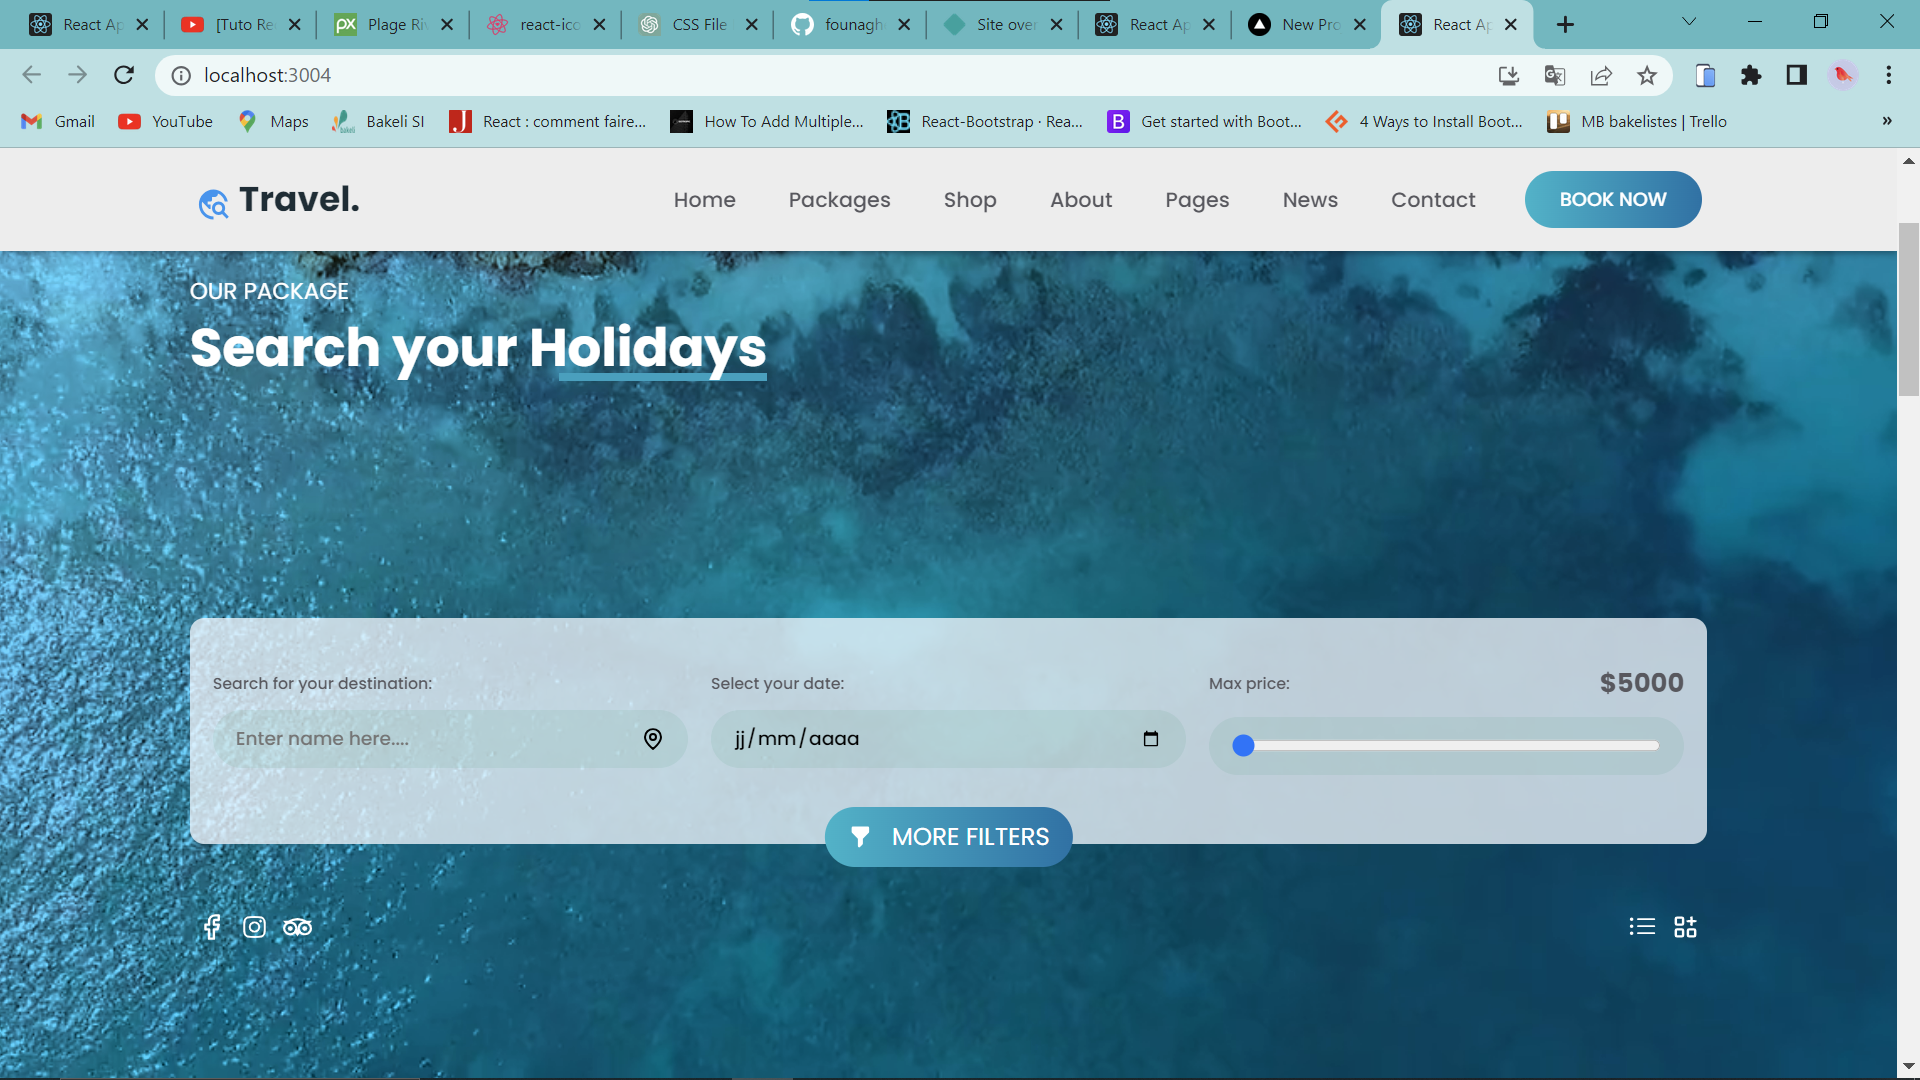 React Ap
[Tuto Re
Plage Ri
react-ico
CSS File
founagh
Site over
React Ap
New Pro
React Ap
localhost:3004
Gmail
YouTube
Maps
Bakeli SI
React : comment faire...
How To Add Multiple...
React-Bootstrap · Rea...
Get started with Boot...
4 Ways to Install Boot...
MB bakelistes | Trello
»
Travel.
Home
Packages
Shop
About
Pages
News
Contact
BOOK NOW
OUR PACKAGE
Search your Holidays
Search for your destination:
Select your date:
Max price:
$5000
Enter name here....
jj/mm/aaaa
MORE FILTERS